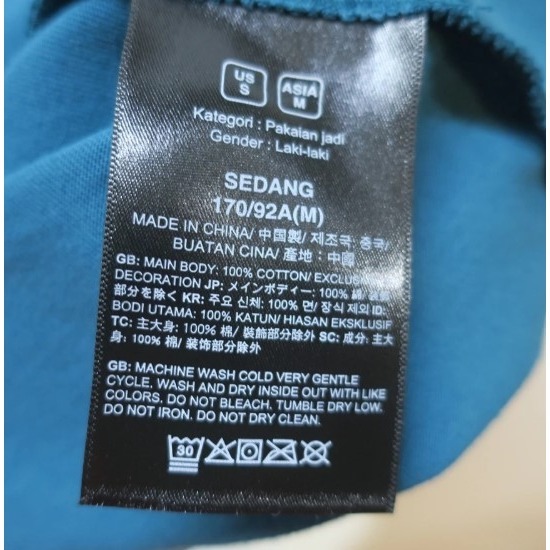 US
S
ASIA
M
Kategori : Pakaian jadi
Gender : Laki-laki
SEDANG
170/92A(M)
MADE IN CHINA/ 中国製/ 제조국: 중국/
BUATAN CINA/ 產地 : 中國
GB: MAIN BODY: 100% COTTON/ EXCLUSI
DECORATION JP: メインボディー: 100% 綿/ 装飾
部分を除く KR: 주요 신체: 100% 면/ 장식 제외 ID:
BODI UTAMA: 100% KATUN/ HIASAN EKSKLUSIF
TC: 主大身: 100% 棉/ 裝飾部分除外 SC: 成分: 主大
身: 100% 棉/装饰部分除外
GB: MACHINE WASH COLD VERY GENTLE
CYCLE, WASH AND DRY INSIDE OUT WITH LIKE
COLORS. DO NOT BLEACH. TUMBLE DRY LOW.
DO NOT IRON. DO NOT DRY CLEAN.
30